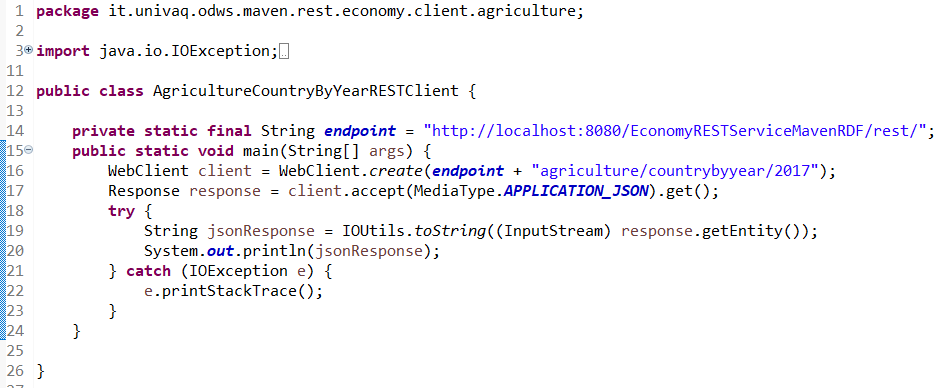 1 package it.univaq.odws.maven.rest.economy.client.agriculture;
2
3 import java.io.IOException;
11
12 public class AgricultureCountryByYearRESTClient {
13
14     private static final String endpoint = "http://localhost:8080/EconomyRESTServiceMavenRDF/rest/";
15     public static void main(String[] args) {
16         WebClient client = WebClient.create(endpoint + "agriculture/countrybyyear/2017");
17         Response response = client.accept(MediaType.APPLICATION_JSON).get();
18         try {
19             String jsonResponse = IOUtils.toString((InputStream) response.getEntity());
20             System.out.println(jsonResponse);
21         } catch (IOException e) {
22             e.printStackTrace();
23         }
24     }
25
26 }